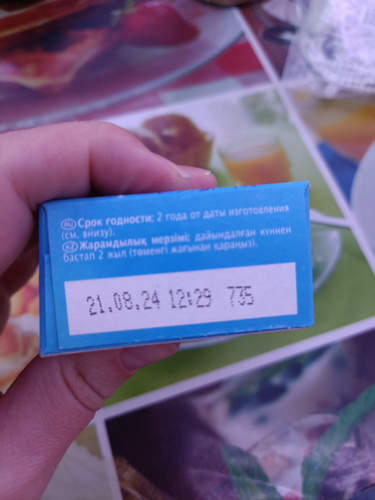 RU Срок годности: 2 года от даты изготовления
(см. внизу).
KZ Жарамдылық мерзімі: дайындалған күннен
бастап 2 жыл (төменгі жағынан қараңыз).
21.08.24 12:29 735